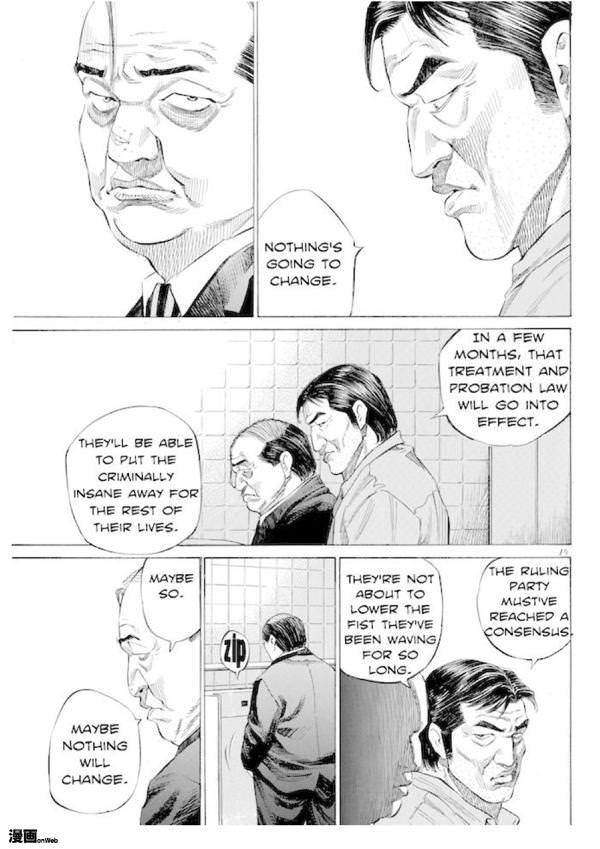 NOTHING'S
GOING TO
CHANGE.
IN A FEW
MONTHS, THAT
TREATMENT AND
PROBATION LAW
WILL GO INTO
EFFECT.
THEY'LL BE ABLE
TO PUT THE
CRIMINALLY
INSANE AWAY FOR
THE REST OF
THEIR LIVES.
THE RULING
PARTY
MUST'VE
REACHED A
CONSENSUS.
THEY'RE NOT
ABOUT TO
LOWER THE
FIST THEY'VE
BEEN WAVING
FOR SO
LONG.
zip
MAYBE
SO.
MAYBE
NOTHING
WILL
CHANGE.
漫画onWeb